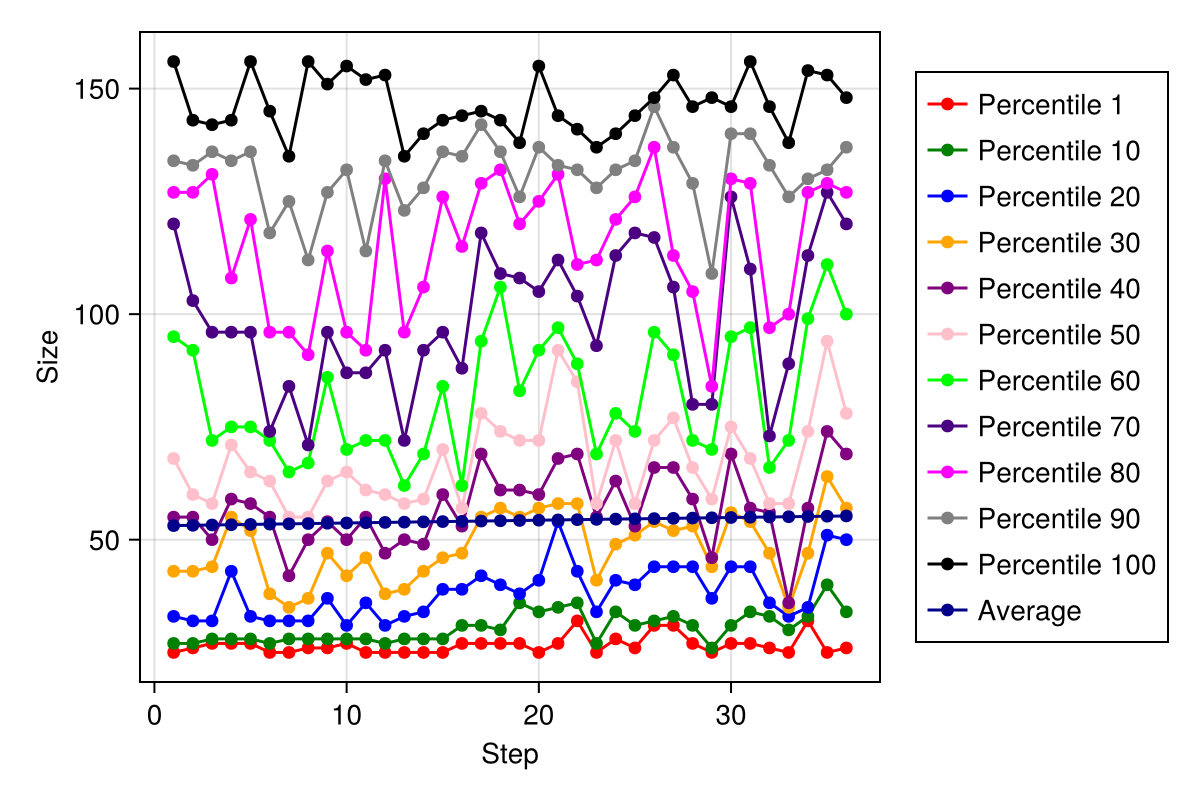 150
100
50
Size
0
10
20
30
Step
Percentile 1
Percentile 10
Percentile 20
Percentile 30
Percentile 40
Percentile 50
Percentile 60
Percentile 70
Percentile 80
Percentile 90
Percentile 100
Average